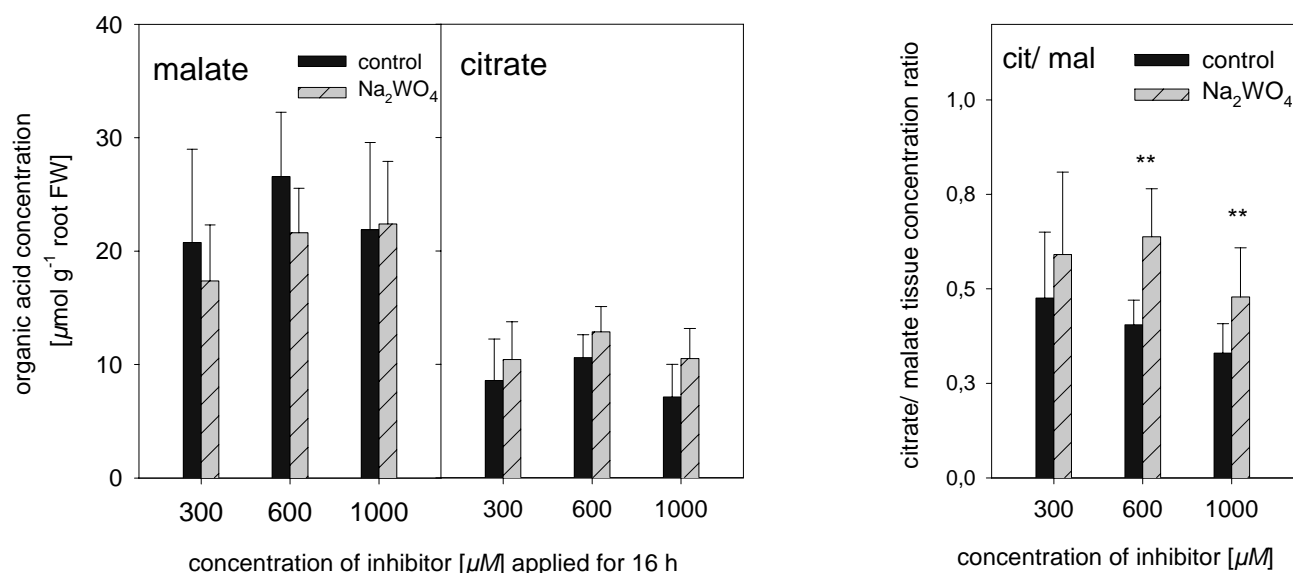 organic acid concentration
[µmol g⁻¹ root FW]
40
30
20
10
0
malate
control
Na₂WO₄
citrate
300 600 1000
300 600 1000
concentration of inhibitor [µM] applied for 16 h
citrate/ malate tissue concentration ratio
1,0
0,8
0,5
0,3
0,0
cit/ mal
control
Na₂WO₄
**
**
300 600 1000
concentration of inhibitor [µM]